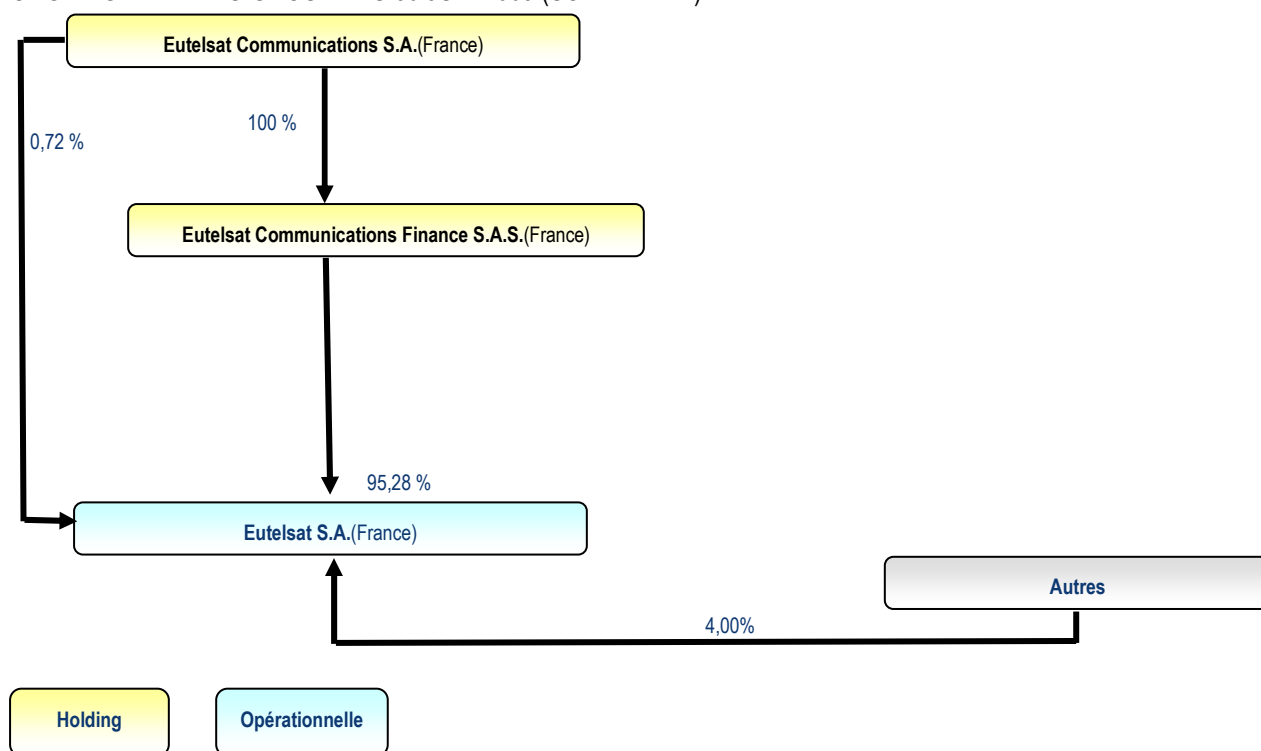 Eutelsat Communications S.A.(France)
100 %
0,72 %
Eutelsat Communications Finance S.A.S.(France)
95,28 %
Eutelsat S.A.(France)
Autres
4,00%
Holding
Opérationnelle